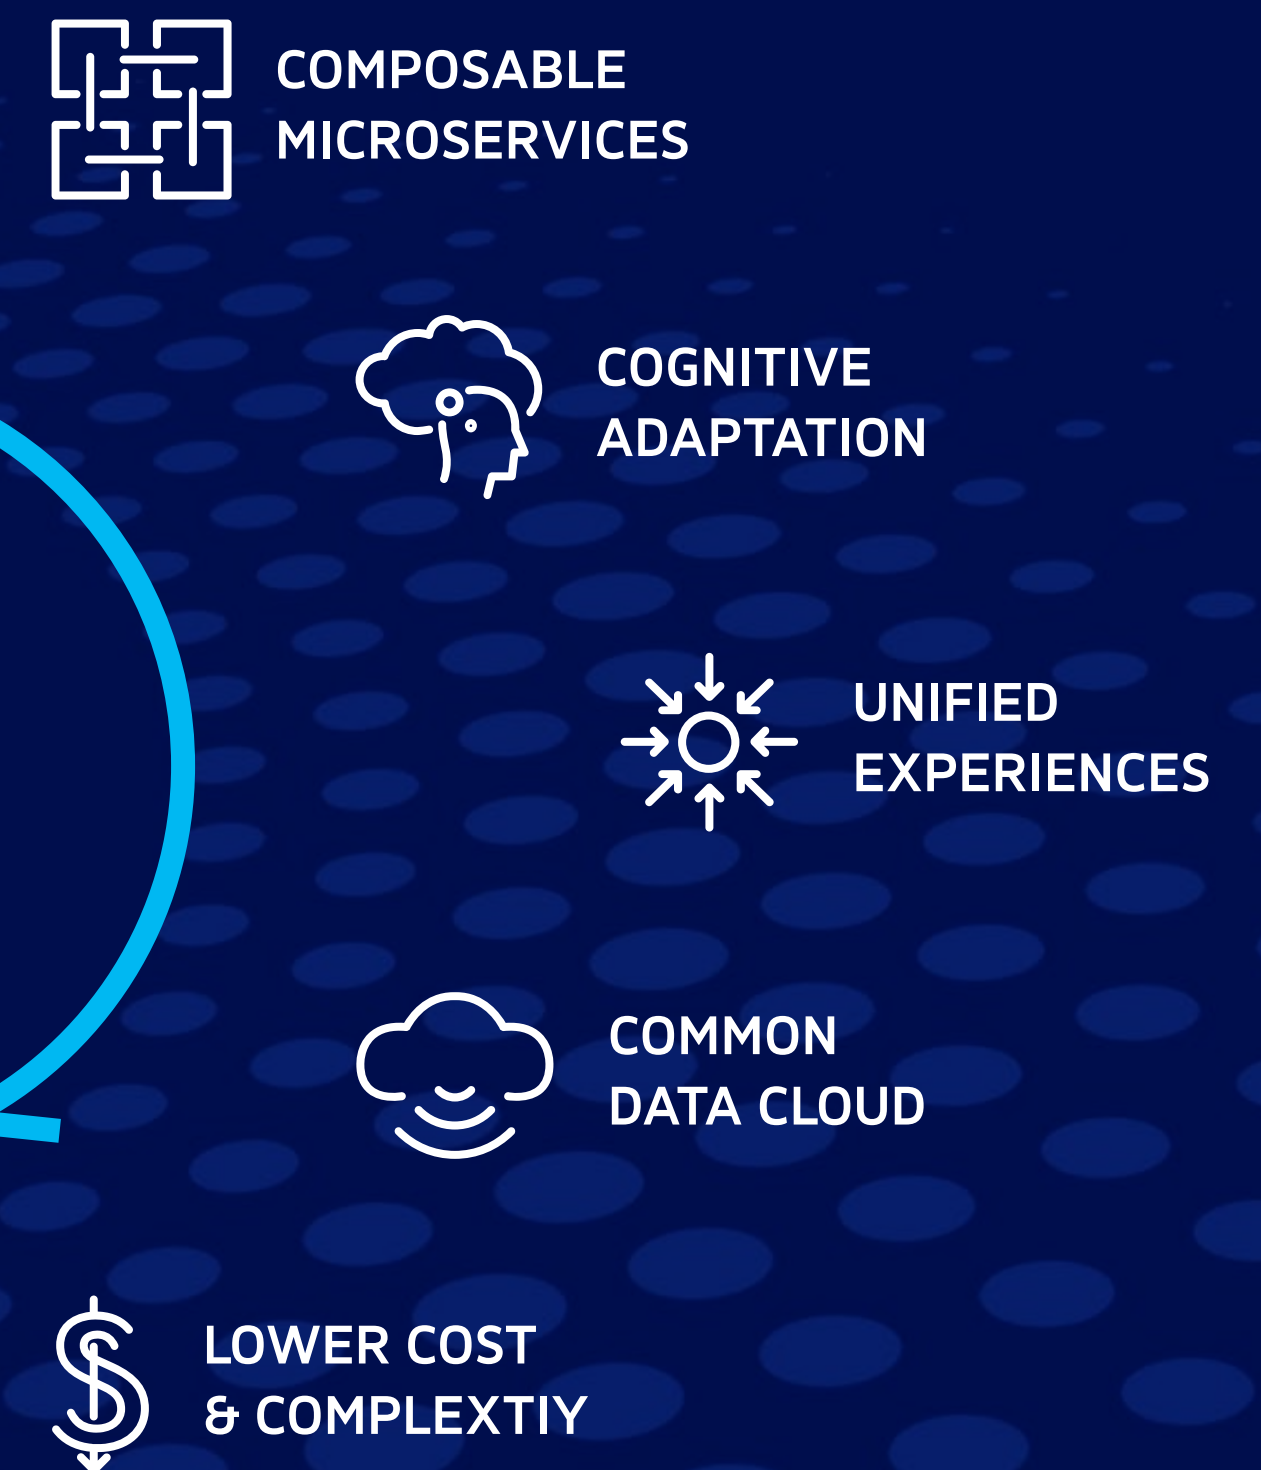 COMPOSABLE
MICROSERVICES
COGNITIVE
ADAPTATION
UNIFIED
EXPERIENCES
COMMON
DATA CLOUD
LOWER COST
& COMPLEXTIY